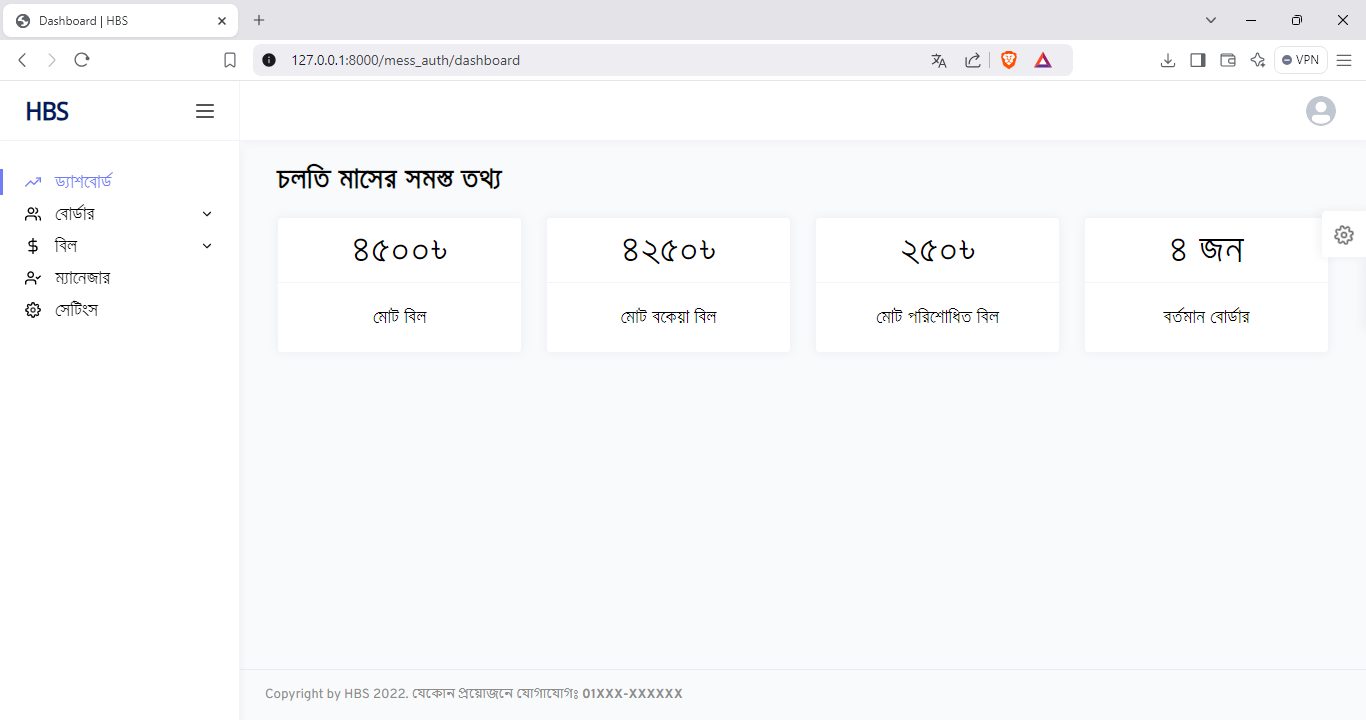 Dashboard | HBS
127.0.0.1:8000/mess_auth/dashboard
VPN
HBS
ড্যাশবোর্ড
বোর্ডার
বিল
ম্যানেজার
সেটিংস
চলতি মাসের সমস্ত তথ্য
৪৫০০৳
মোট বিল
৪২৫০৳
মোট বকেয়া বিল
২৫০৳
মোট পরিশোধিত বিল
৪ জন
বর্তমান বোর্ডার
Copyright by HBS 2022. যেকোন প্রয়োজনে যোগাযোগঃ 01XXX-XXXXXX